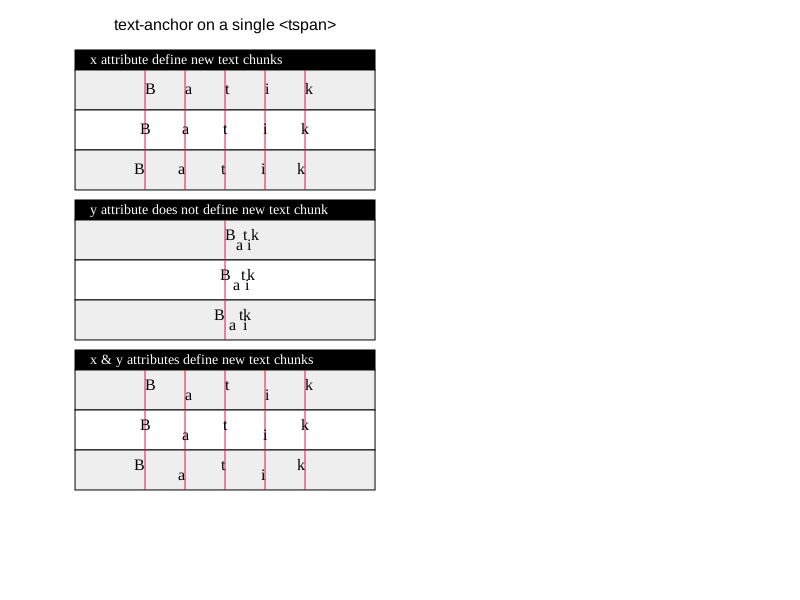 text-anchor on a single <tspan>
x attribute define new text chunks
B a t i k
B a t i k
B a t i k
y attribute does not define new text chunk
B a t i k
B a t i k
B a t i k
x & y attributes define new text chunks
B a t i k
B a t i k
B a t i k